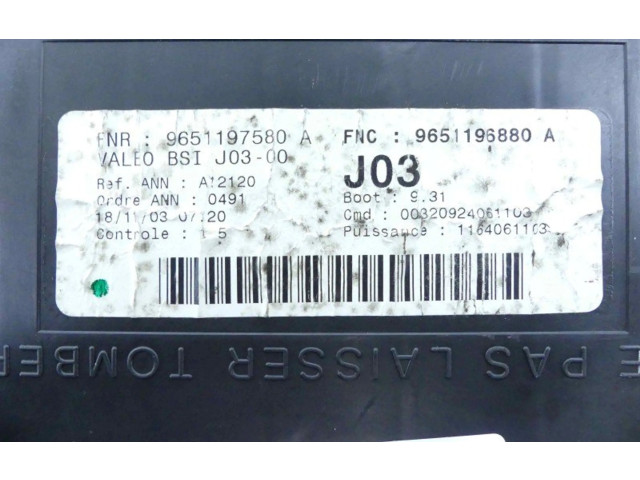 FNR : 9651197580 A
VALEO BSI J03-00
Ref. ANN : A12120
Ordre ANN : 0491
18/11/03 07:20
Controle : 1 5
FNC : 9651196880 A
J03
Boot : 9.31
Cmd : 00320924061103
Puissance : 1164061103
E PAS LAISSER TOMBER